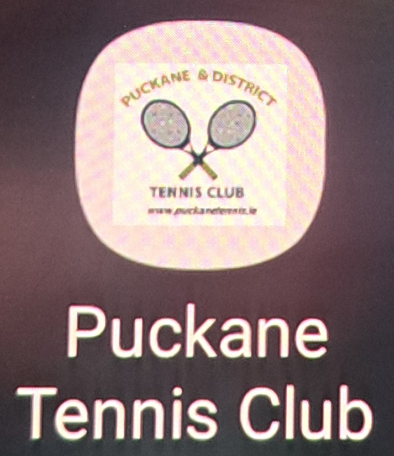 PUCKANE & DISTRICT
TENNIS CLUB
www.puckanetennis.ie
Puckane
Tennis Club